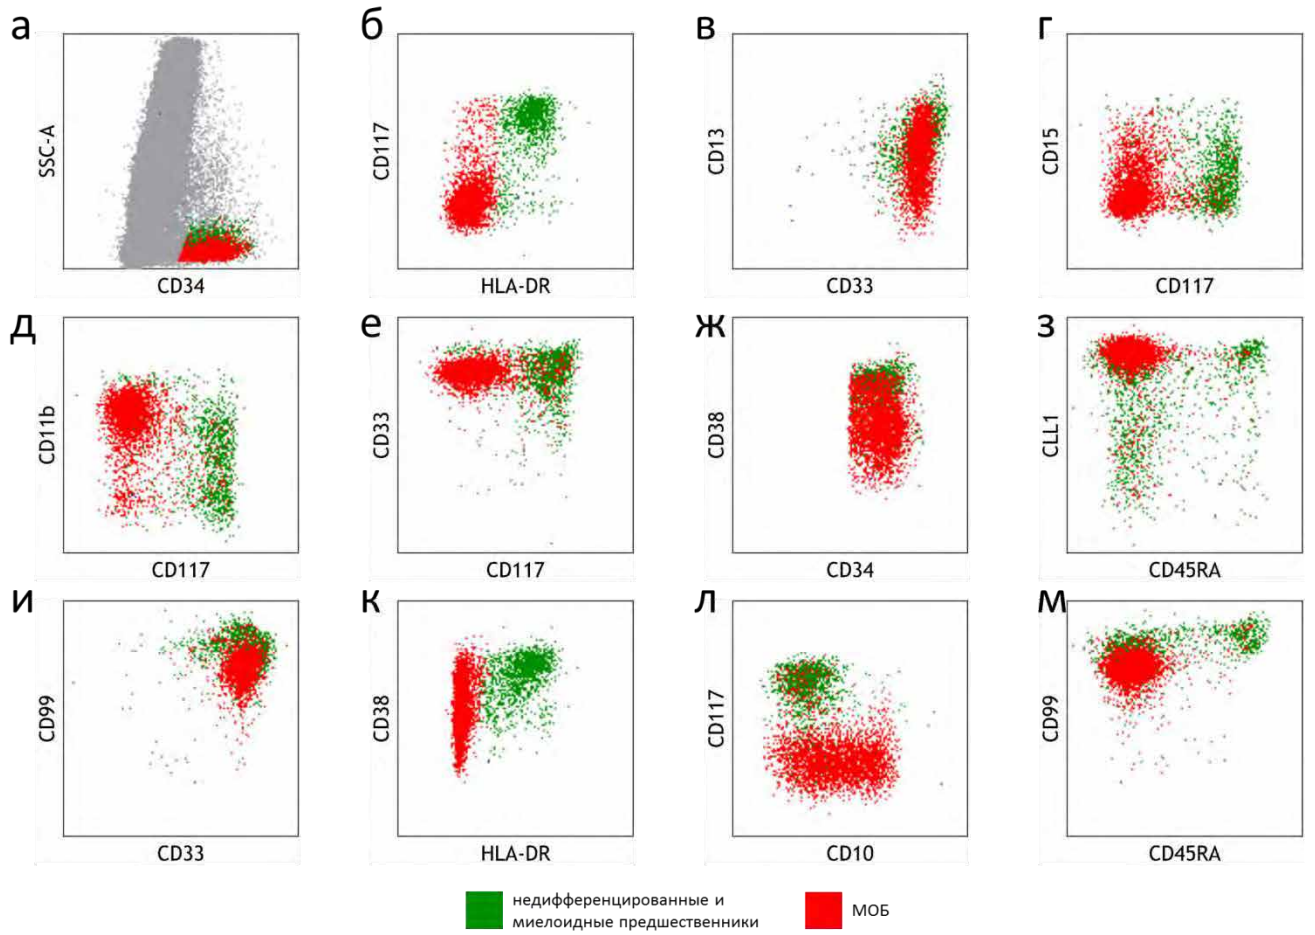 а
б
в
г
SSC-A
CD34
CD117
HLA-DR
CD13
CD33
CD15
CD117
д
е
ж
з
CD11b
CD117
CD33
CD117
CD38
CD34
CLL1
CD45RA
и
к
л
м
CD99
CD33
CD38
HLA-DR
CD117
CD10
CD99
CD45RA
недифференцированные и
миелоидные предшественники
МОБ